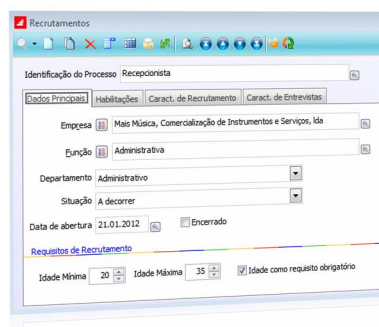 Recrutamentos
Identificação do Processo Recepcionista
Dados Principais Habilitações Caract. de Recrutamento Caract. de Entrevistas
Empresa Mais Música, Comercialização de Instrumentos e Serviços, lda
Função Administrativa
Departamento Administrativo
Situação A decorrer
Data de abertura 21.01.2012 Encerrado
Requisitos de Recrutamento
Idade Mínima 20 Idade Máxima 35 Idade como requisito obrigatório